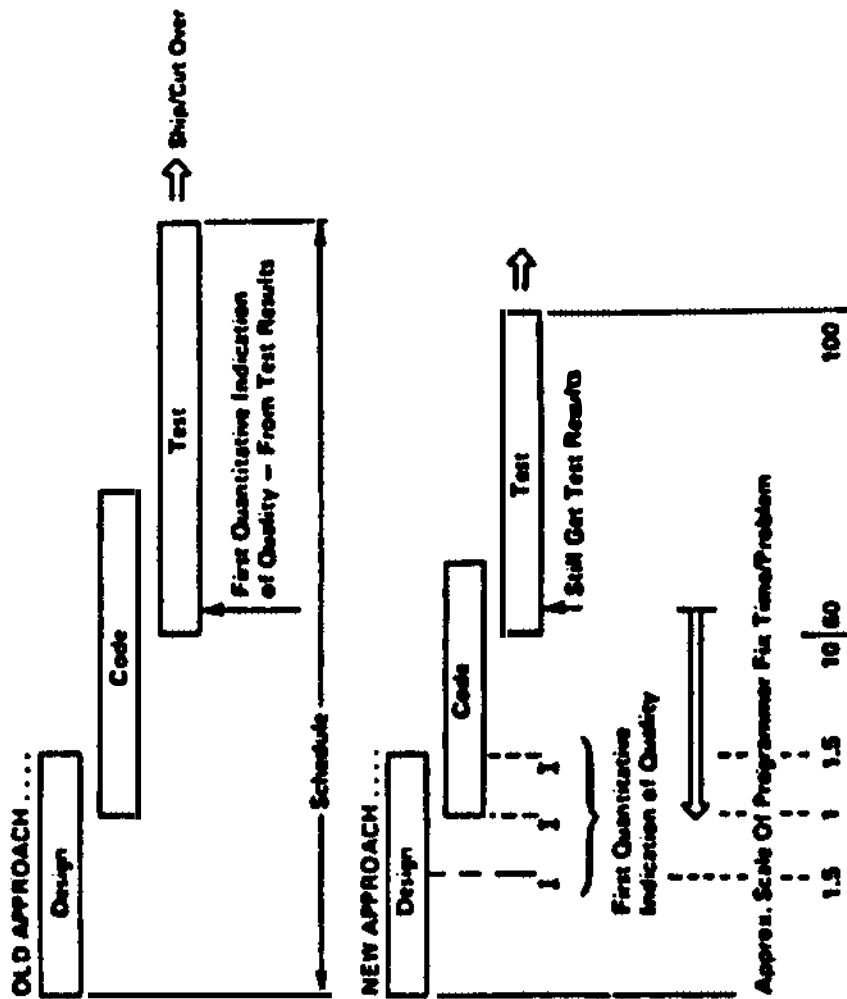 OLD APPROACH....
Design
Code
Test
Ship/Cut Over
First Quantitative Indication
of Quality — From Test Results
Schedule
NEW APPROACH....
Design
Code
Test
I I I
I Still Get Test Results
First Quantitative
Indication of Quality
Approx. Scale Of Programmer Fix Time/Problem
1.5 1 1.5 10 60 100